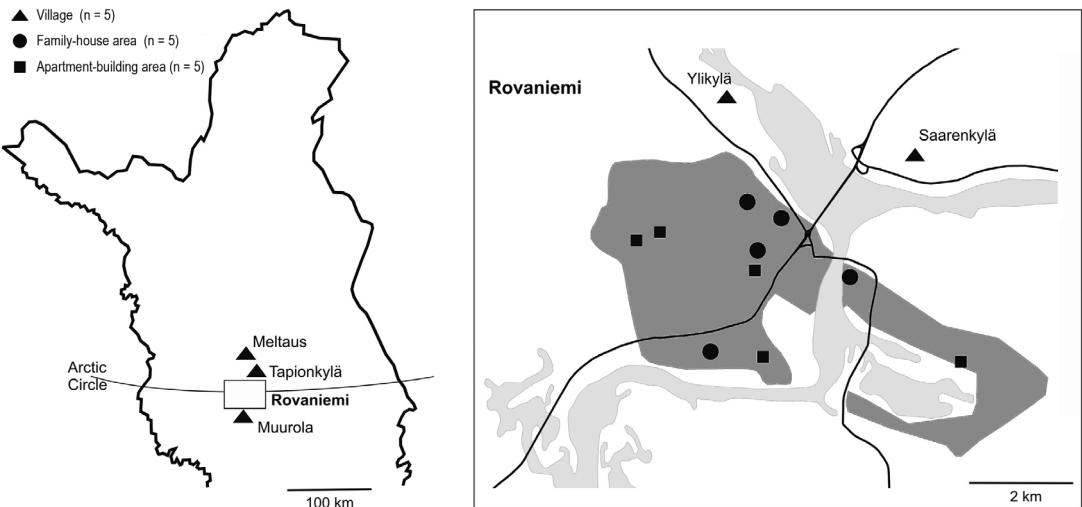 Village (n = 5)
Family-house area (n = 5)
Apartment-building area (n = 5)
Meltaus
Tapionkylä
Arctic
Circle
Rovaniemi
Muurola
100 km
Rovaniemi
Ylikylä
Saarenkylä
2 km